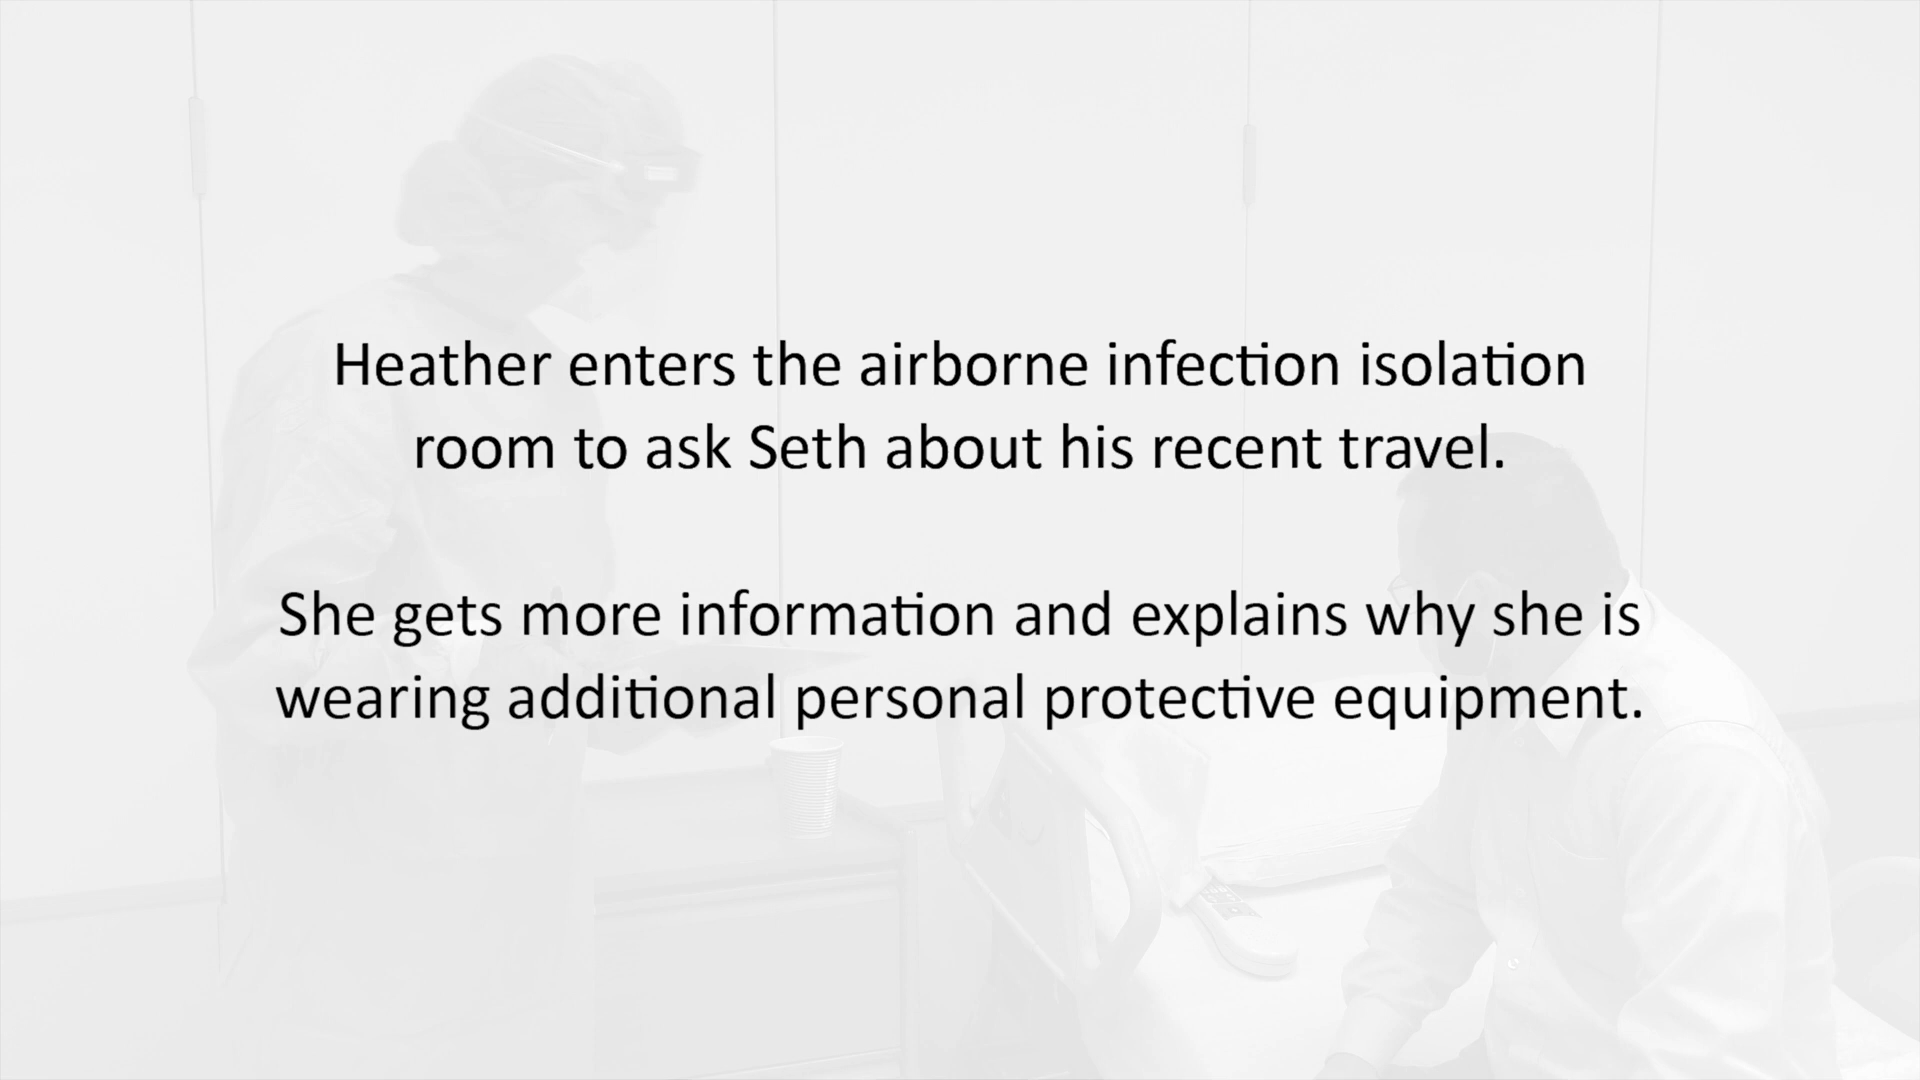 Heather enters the airborne infection isolation
room to ask Seth about his recent travel.
She gets more information and explains why she is
wearing additional personal protective equipment.